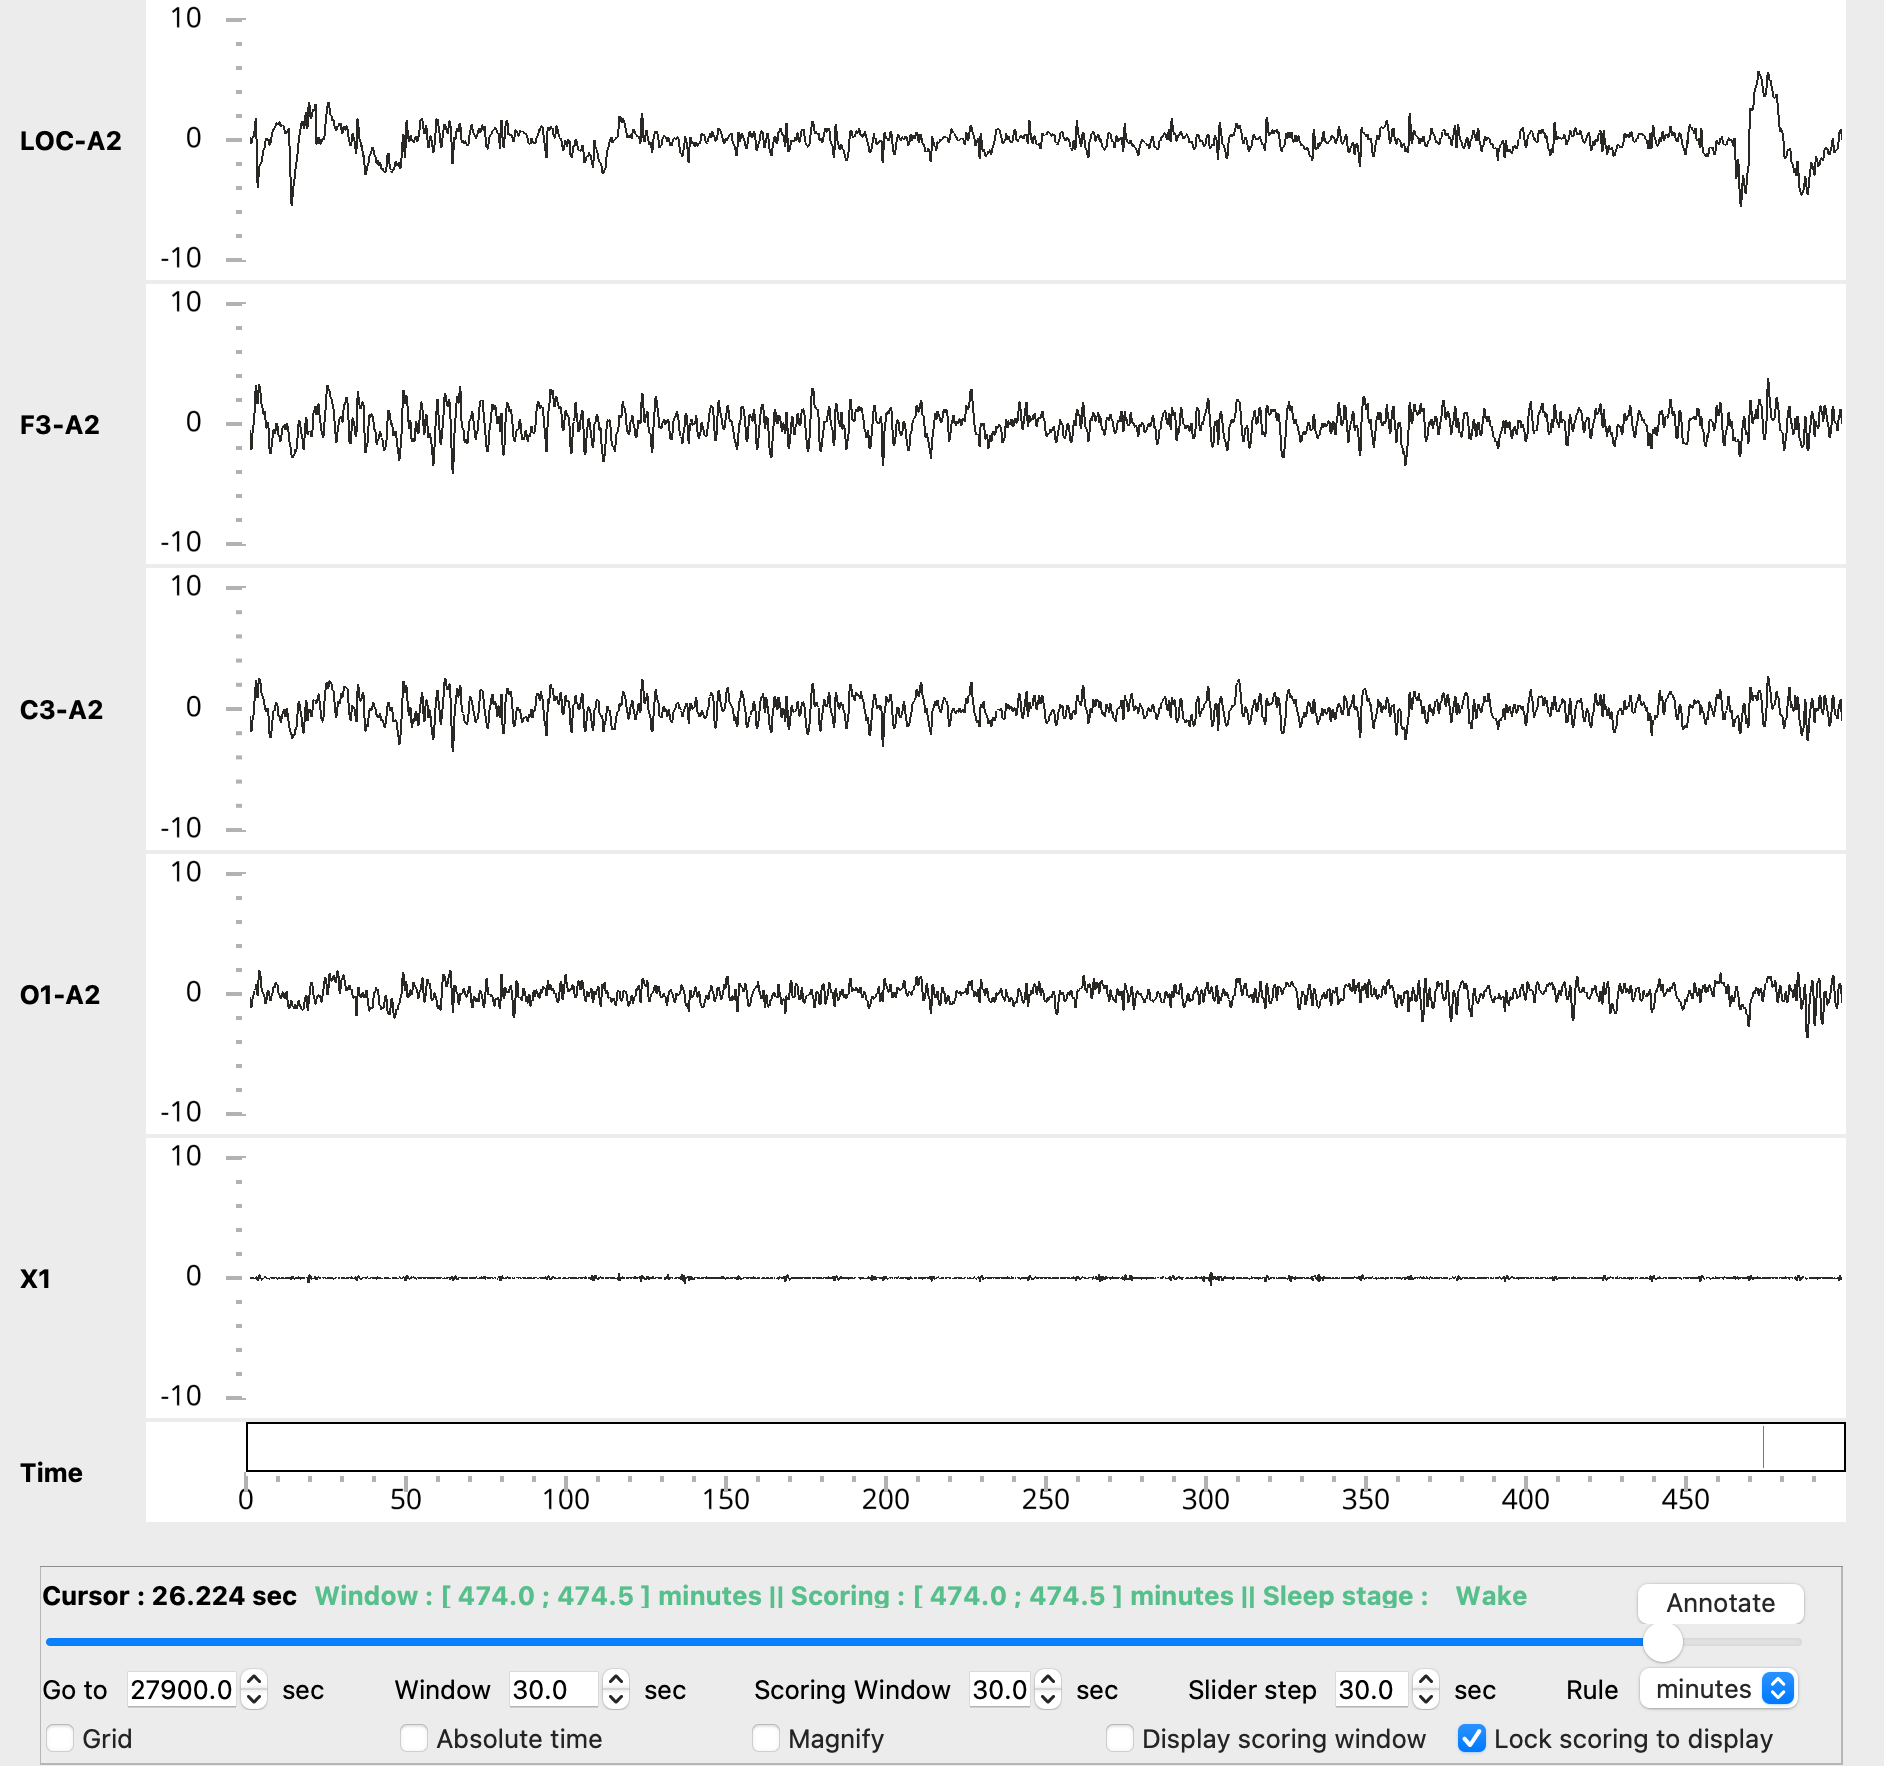 10
LOC-A2 0
-10
10
F3-A2 0
-10
10
C3-A2 0
-10
10
O1-A2 0
-10
10
X1 0
-10
Time
0 50 100 150 200 250 300 350 400 450
Cursor : 26.224 sec Window : [ 474.0 ; 474.5 ] minutes || Scoring : [ 474.0 ; 474.5 ] minutes || Sleep stage : Wake Annotate
Go to 27900.0 sec Window 30.0 sec Scoring Window 30.0 sec Slider step 30.0 sec Rule minutes
Grid Absolute time Magnify Display scoring window Lock scoring to display